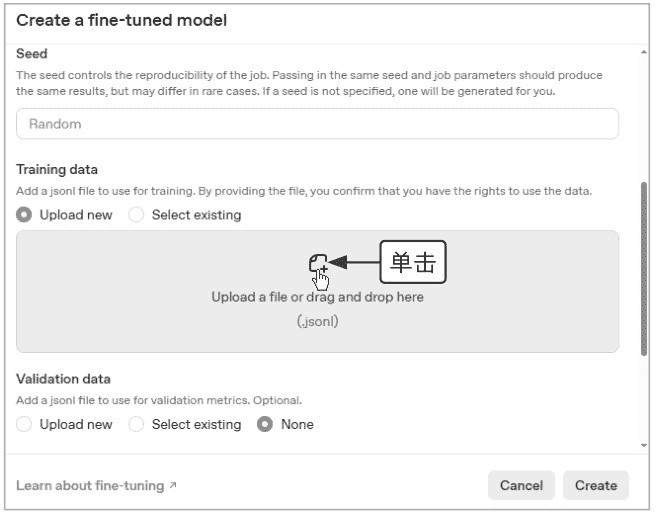 Create a fine-tuned model
Seed
The seed controls the reproducibility of the job. Passing in the same seed and job parameters should produce
the same results, but may differ in rare cases. If a seed is not specified, one will be generated for you.
Random
Training data
Add a jsonl file to use for training. By providing the file, you confirm that you have the rights to use the data.
Upload new Select existing
单击
Upload a file or drag and drop here
(.jsonl)
Validation data
Add a jsonl file to use for validation metrics. Optional.
Upload new Select existing None
Learn about fine-tuning ↗ Cancel Create